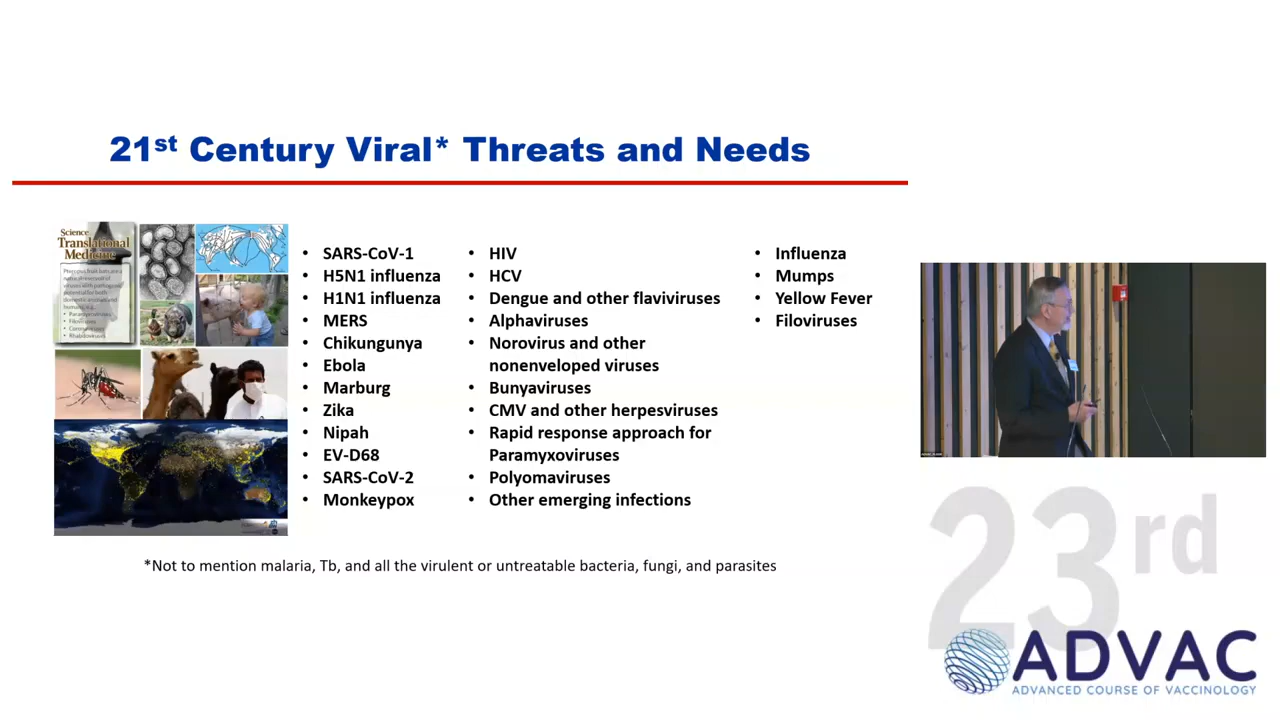 21st Century Viral* Threats and Needs
Science
Translational
Medicine
• SARS-CoV-1
• H5N1 influenza
• H1N1 influenza
• MERS
• Chikungunya
• Ebola
• Marburg
• Zika
• Nipah
• EV-D68
• SARS-CoV-2
• Monkeypox
• HIV
• HCV
• Dengue and other flaviviruses
• Alphaviruses
• Norovirus and other
nonenveloped viruses
• Bunyaviruses
• CMV and other herpesviruses
• Rapid response approach for
Paramyxoviruses
• Polyomaviruses
• Other emerging infections
• Influenza
• Mumps
• Yellow Fever
• Filoviruses
*Not to mention malaria, Tb, and all the virulent or untreatable bacteria, fungi, and parasites
23rd
ADVAC
ADVANCED COURSE OF VACCINOLOGY